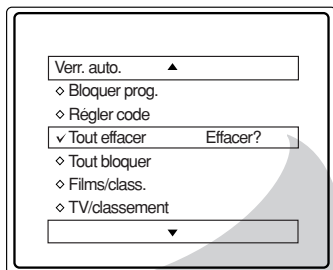 Verr. auto. ▲
◇ Bloquer prog.
◇ Régler code
✓ Tout effacer Effacer?
◇ Tout bloquer
◇ Films/class.
◇ TV/classement
▼